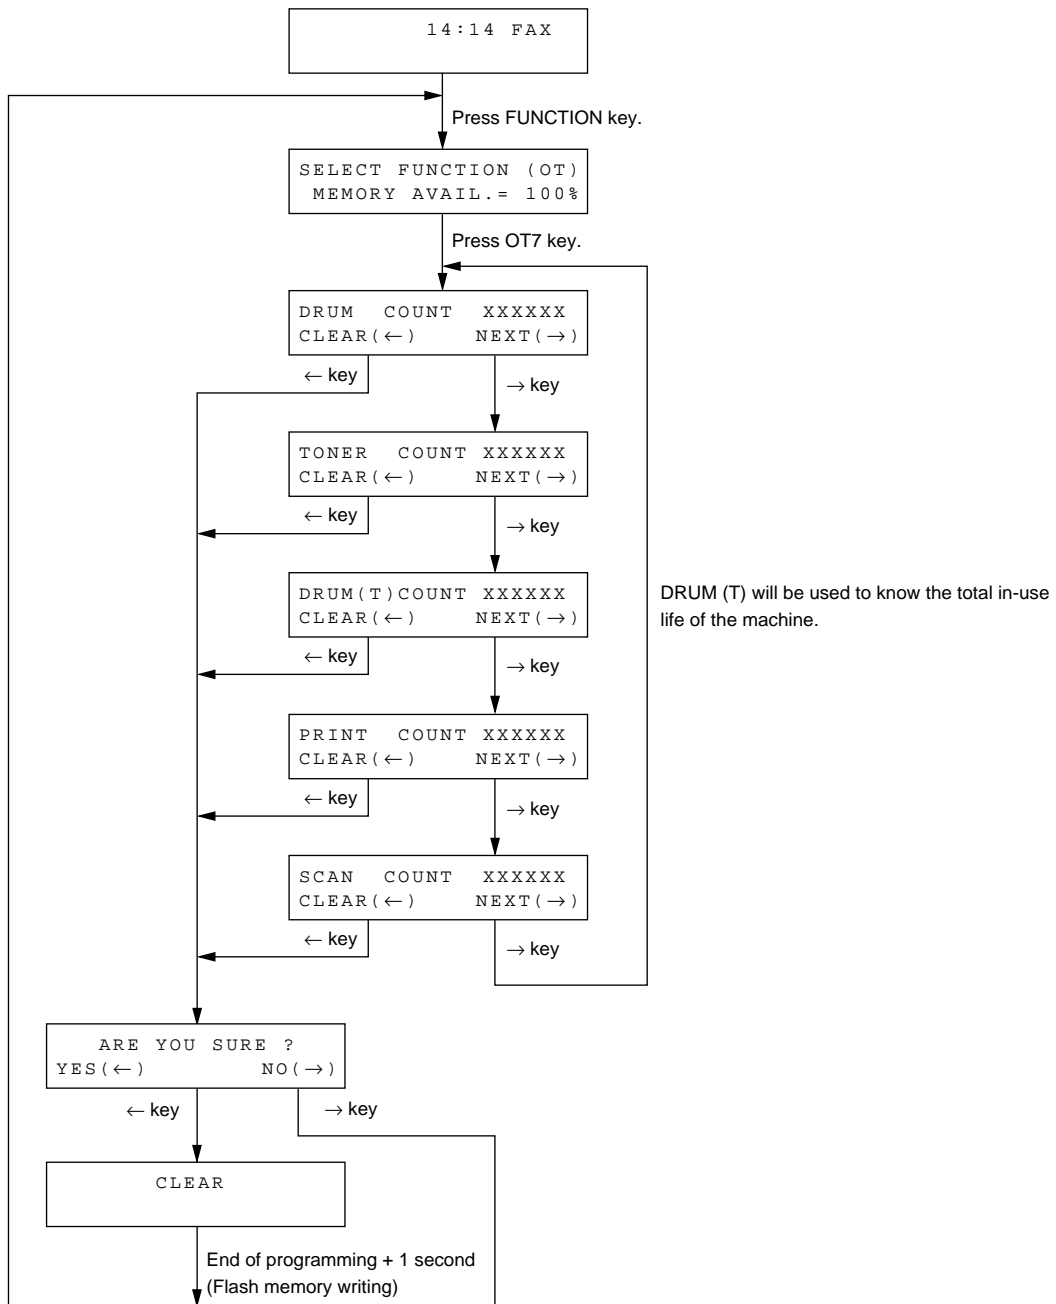 14:14 FAX
Press FUNCTION key.
SELECT FUNCTION (OT)
MEMORY AVAIL.= 100%
Press OT7 key.
DRUM COUNT XXXXXX
CLEAR(←) NEXT(→)
← key
→ key
TONER COUNT XXXXXX
CLEAR(←) NEXT(→)
← key
→ key
DRUM(T)COUNT XXXXXX
CLEAR(←) NEXT(→)
DRUM (T) will be used to know the total in-use
life of the machine.
← key
→ key
PRINT COUNT XXXXXX
CLEAR(←) NEXT(→)
← key
→ key
SCAN COUNT XXXXXX
CLEAR(←) NEXT(→)
← key
→ key
ARE YOU SURE ?
YES(←) NO(→)
← key
→ key
CLEAR
End of programming + 1 second
(Flash memory writing)